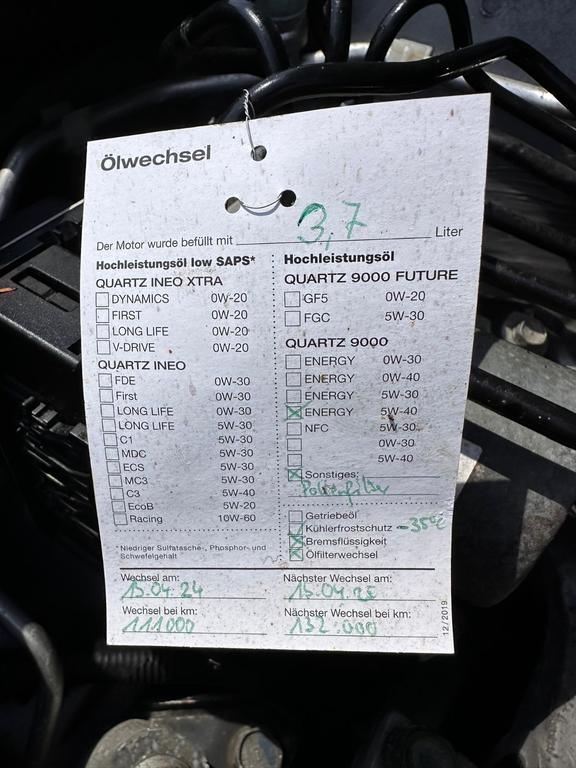 Ölwechsel
Der Motor wurde befüllt mit 3,7 Liter
Hochleistungsöl low SAPS*
QUARTZ INEO XTRA
DYNAMICS 0W-20
FIRST 0W-20
LONG LIFE 0W-20
V-DRIVE 0W-20
QUARTZ INEO
FDE 0W-30
First 0W-30
LONG LIFE 0W-30
LONG LIFE 5W-30
C1 5W-30
MDC 5W-30
ECS 5W-30
MC3 5W-30
C3 5W-40
EcoB 5W-20
Racing 10W-60
*Niedriger Sulfatasche-, Phosphor- und
Schwefelgehalt
Hochleistungsöl
QUARTZ 9000 FUTURE
GF5 0W-20
FGC 5W-30
QUARTZ 9000
ENERGY 0W-30
ENERGY 0W-40
ENERGY 5W-30
ENERGY 5W-40
NFC 5W-30
0W-30
5W-40
Sonstiges:
Pollenfilter
Getriebeöl
Kühlerfrostschutz -35°C
Bremsflüssigkeit
Ölfilterwechsel
Wechsel am:
15.04.24
Nächster Wechsel am:
Wechsel bei km:
111000
Nächster Wechsel bei km:
132.000
12/2019